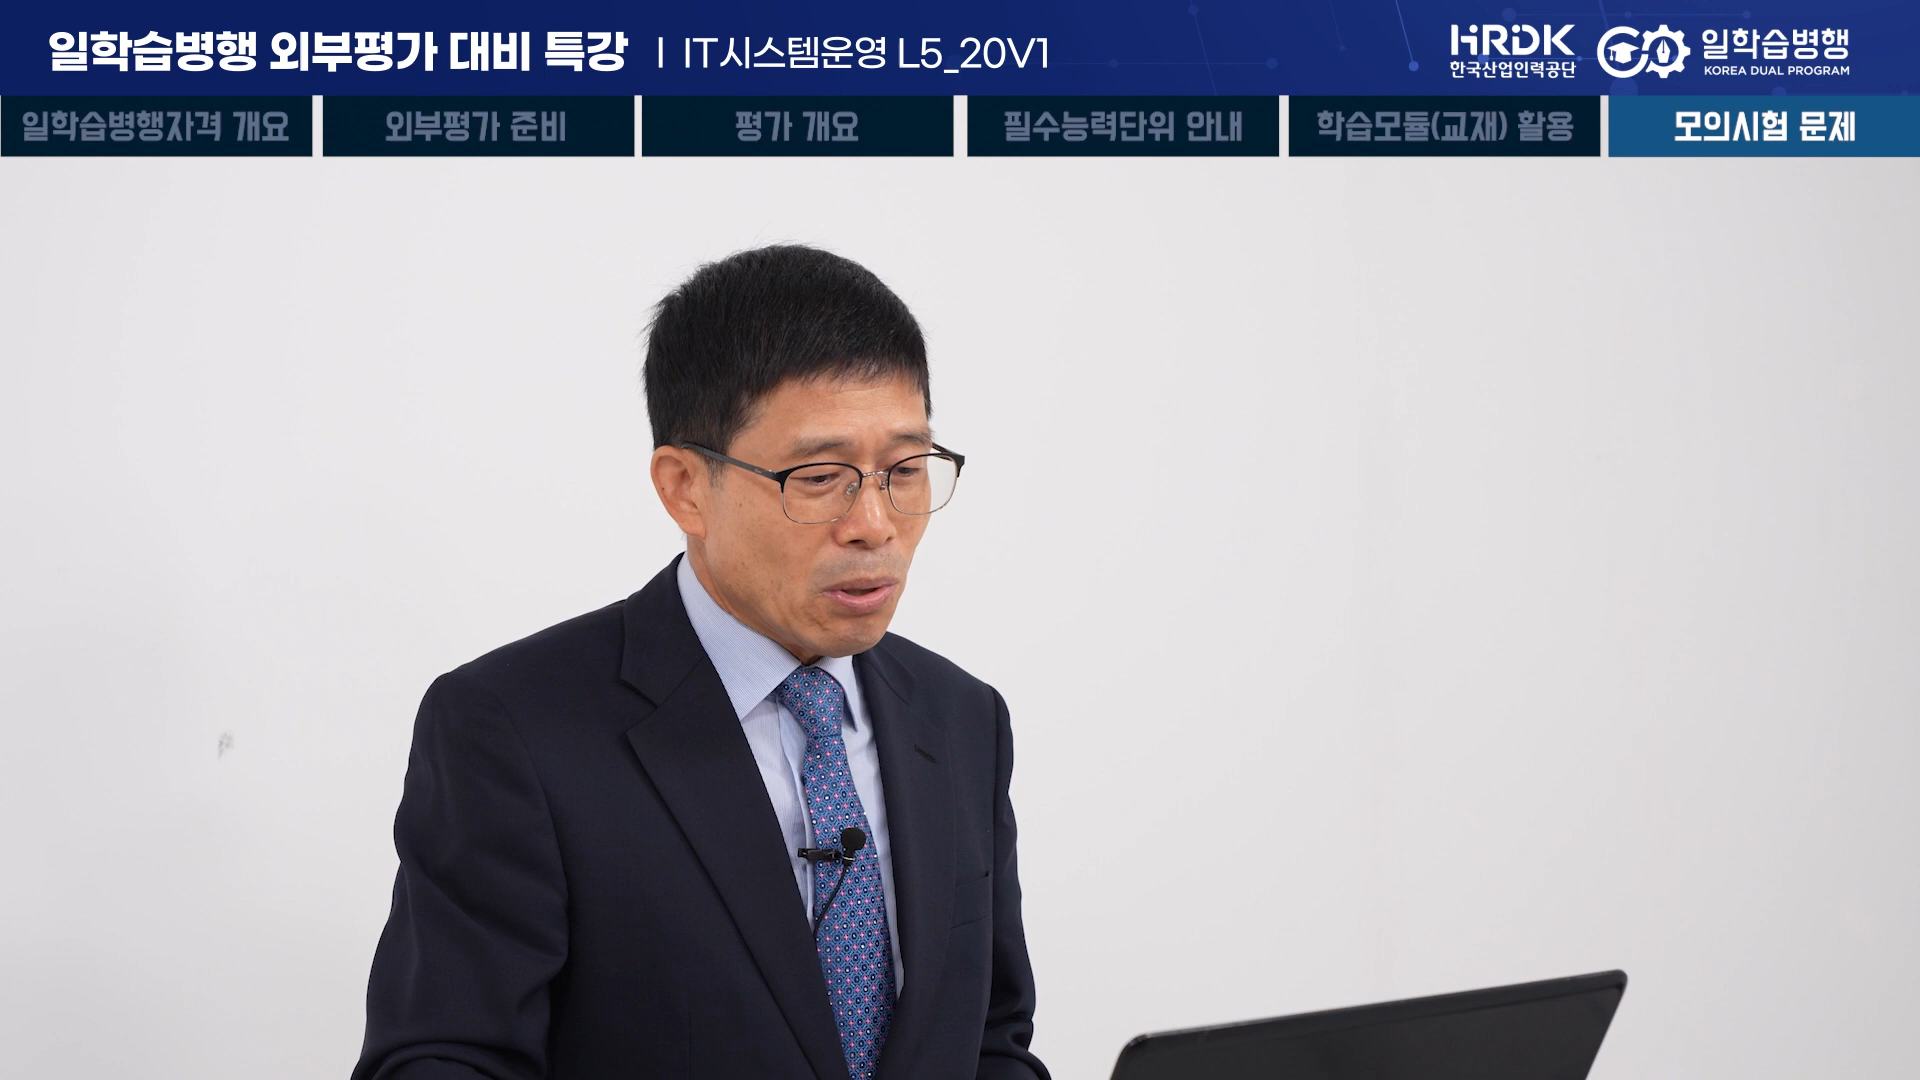 일학습병행 외부평가 대비 특강 | IT시스템운영 L5_20V1
HRDK
한국산업인력공단
일학습병행
KOREA DUAL PROGRAM
일학습병행자격 개요
외부평가 준비
평가 개요
필수능력단위 안내
학습모듈(교재) 활용
모의시험 문제